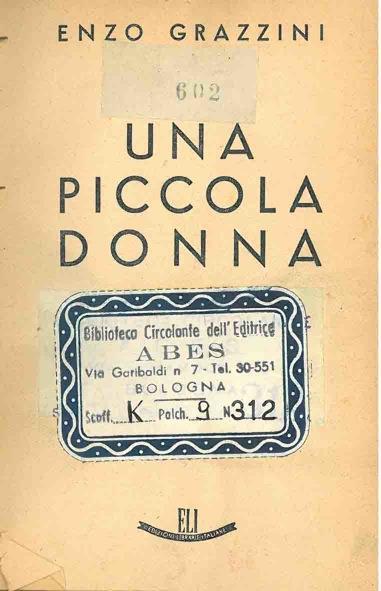 ENZO GRAZZINI
602
UNA
PICCOLA
DONNA
Biblioteca Circolante dell'Editrice
ABES
Via Garibaldi n 7 - Tel. 30-551
BOLOGNA
Scaff. K Palch. 9 N 312
ELI
EDIZIONI LIBRARIE ITALIANE